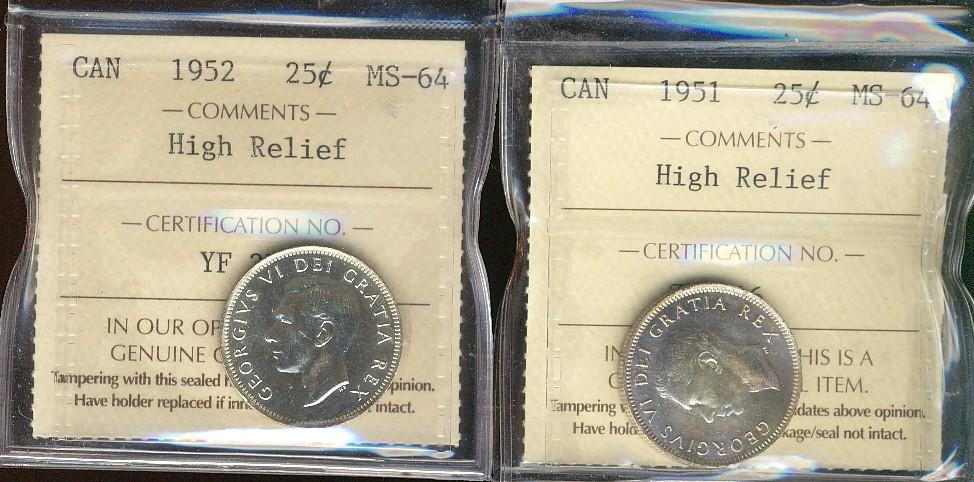 CAN 1952 25¢ MS-64
— COMMENTS —
High Relief
— CERTIFICATION NO. —
YF
IN OUR OP
GENUINE
Tampering with this sealed pinion.
Have holder replaced if intact.
GEORGIVS VI DEI GRATIA REX
CAN 1951 25¢ MS-64
— COMMENTS —
High Relief
— CERTIFICATION NO. —
IN HIS IS A
ITEM.
Tampering dates above opinion.
Have hold kage/seal not intact.
GEORGIVS VI DEI GRATIA REX